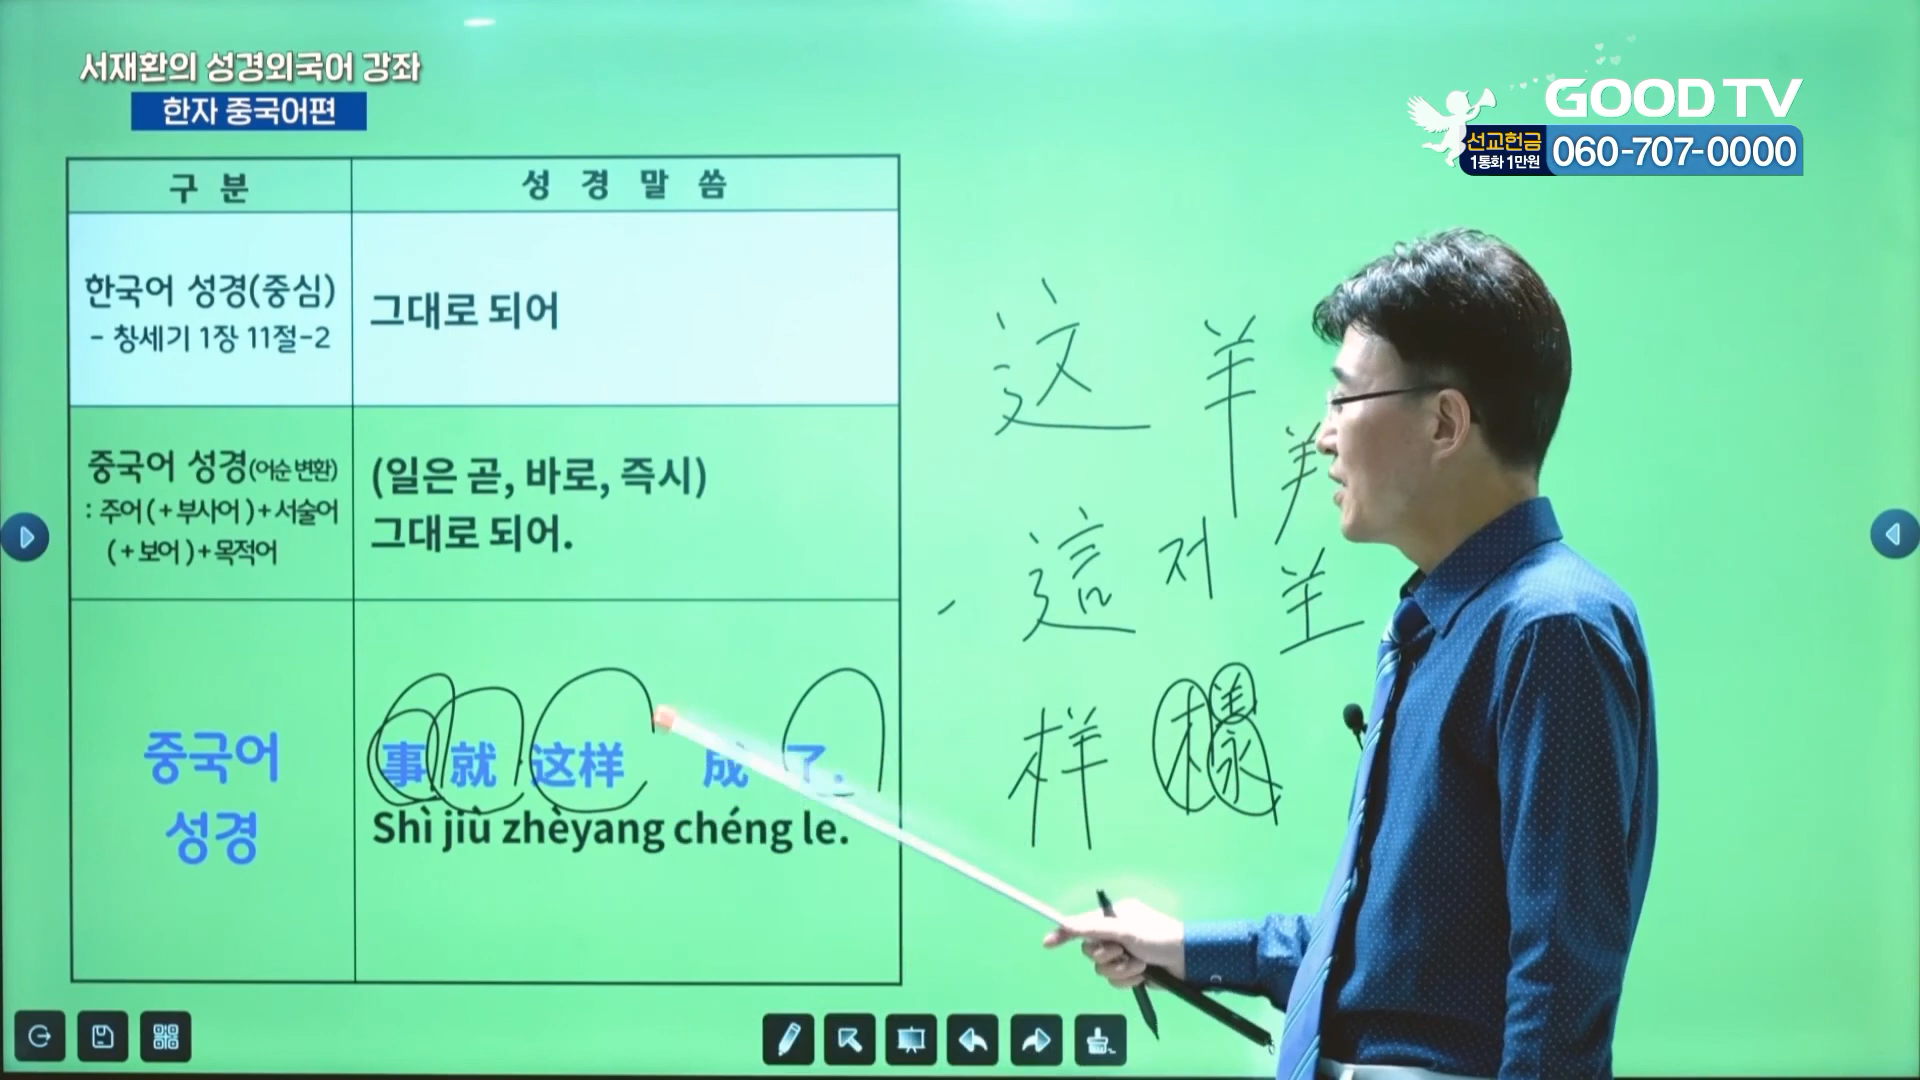 서재환의 성경외국어 강좌
한자 중국어편
GOODTV
선교헌금
1통화 1만원
060-707-0000
구 분
성 경 말 씀
한국어 성경(중심)
- 창세기 1장 11절-2
그대로 되어
중국어 성경(어순 변환)
: 주어 (+ 부사어 ) + 서술어
(+ 보어 ) + 목적어
(일은 곧, 바로, 즉시)
그대로 되어.
중국어
성경
事 就 这样 成 了.
Shì jiù zhèyang chéng le.
这 羊
這 저
样 樣